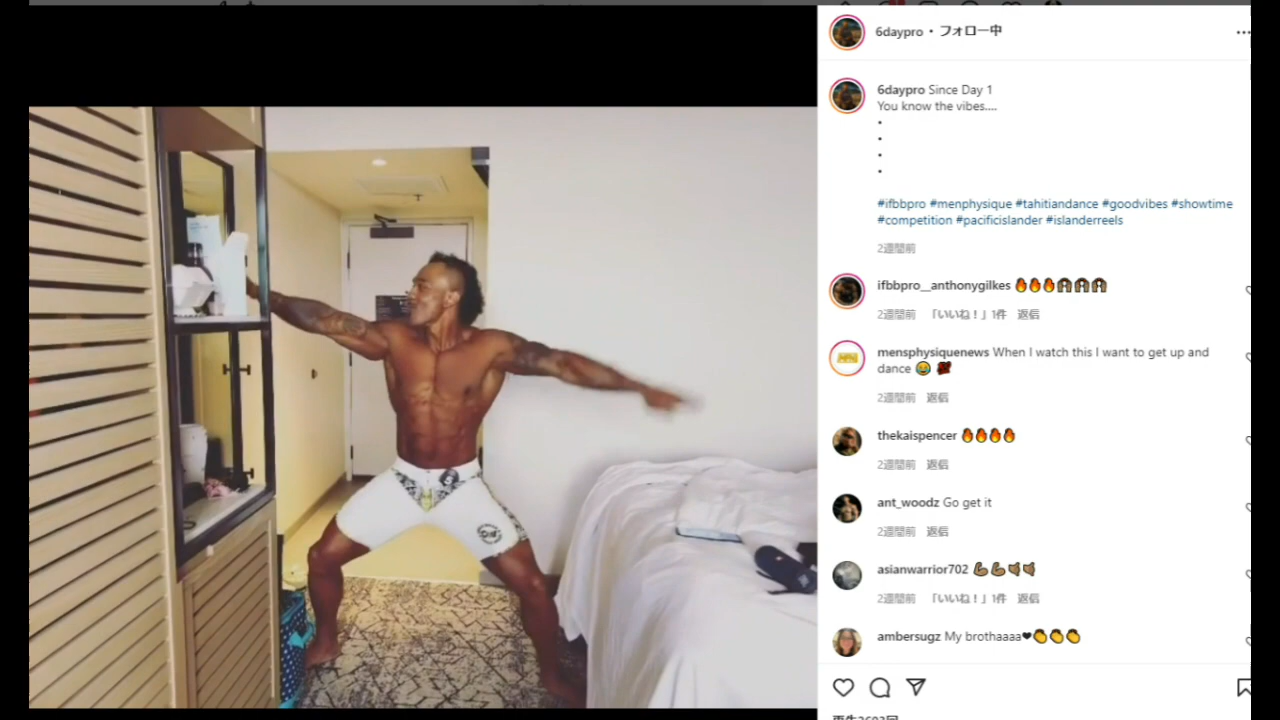 6daypro • フォロー中
6daypro Since Day 1
You know the vibes....
•
•
•
•
#ifbbpro #menphysique #tahitiandance #goodvibes #showtime
#competition #pacificislander #islanderreels
2週間前
ifbbpro__anthonygilkes 🔥🔥🔥
2週間前 「いいね！」1件 返信
mensphysiquenews When I watch this I want to get up and
dance 😭
2週間前 返信
thekaispencer 🔥🔥🔥🔥
2週間前 返信
ant_woodz Go get it
2週間前 返信
asianwarrior702 💪🏽💪🏽
2週間前 「いいね！」1件 返信
ambersugz My brothaaaa❤👏👏👏